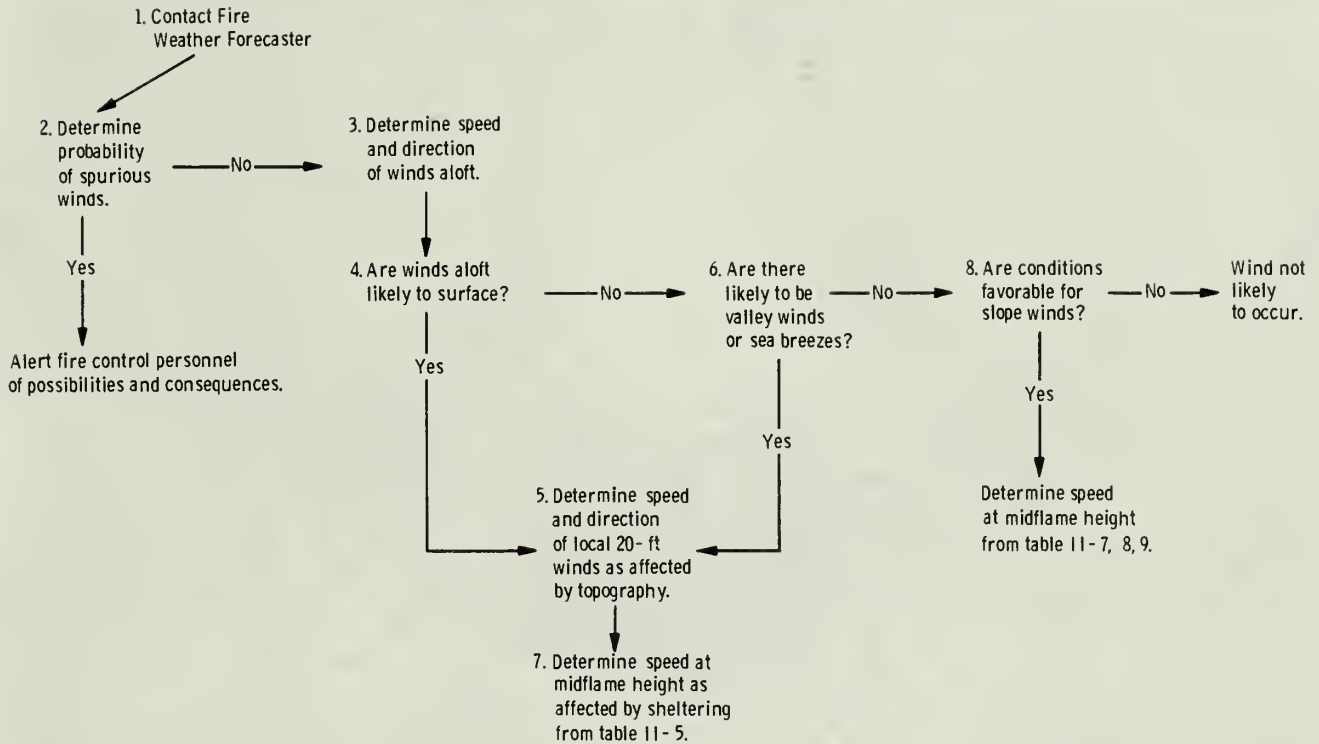 1. Contact Fire
Weather Forecaster
2. Determine
probability
of spurious
winds.
No
3. Determine speed
and direction
of winds aloft.
Yes
Alert fire control personnel
of possibilities and consequences.
4. Are winds aloft
likely to surface?
No
6. Are there
likely to be
valley winds
or sea breezes?
No
8. Are conditions
favorable for
slope winds?
No
Wind not
likely
to occur.
Yes
Yes
Yes
5. Determine speed
and direction
of local 20-ft
winds as affected
by topography.
Determine speed
at midflame height
from table 11-7, 8, 9.
7. Determine speed at
midflame height as
affected by sheltering
from table 11-5.